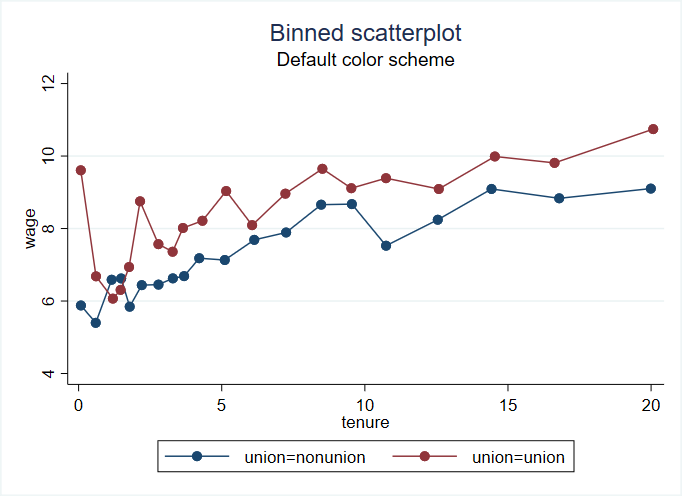 Binned scatterplot
Default color scheme
12
10
8
6
4
wage
0 5 10 15 20
tenure
union=nonunion union=union